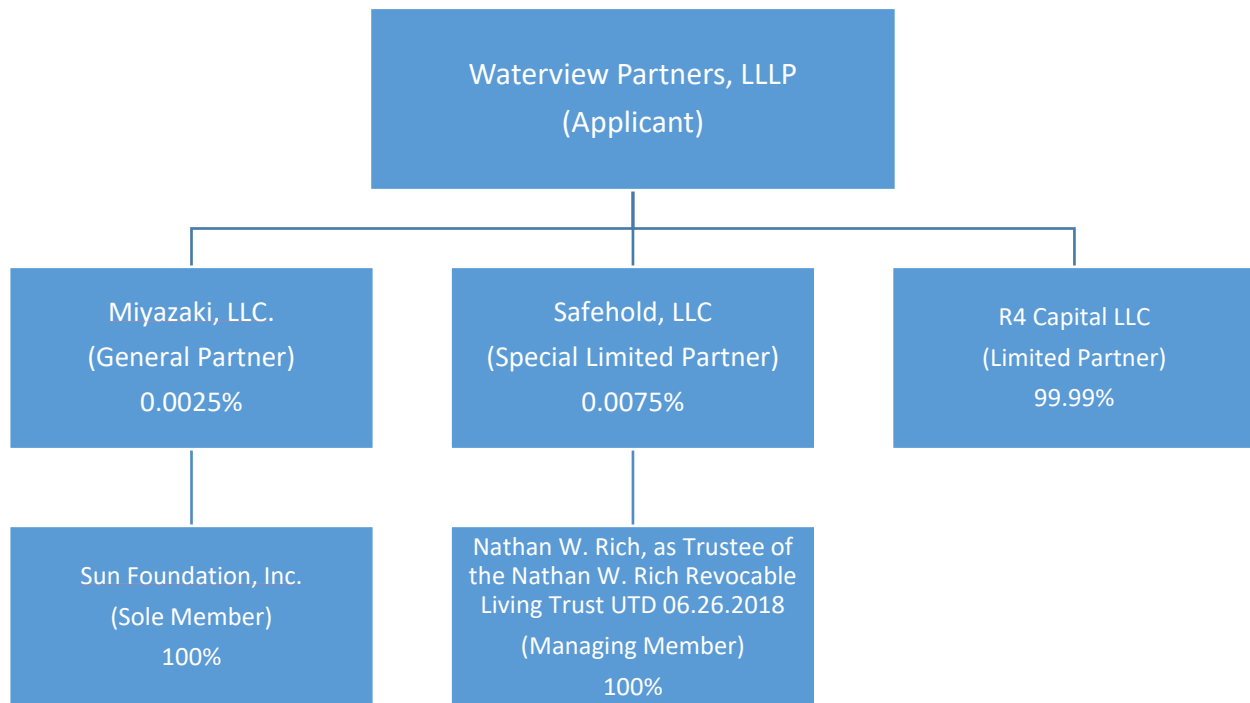 Waterview Partners, LLLP
(Applicant)
Miyazaki, LLC.
(General Partner)
0.0025%
Safehold, LLC
(Special Limited Partner)
0.0075%
R4 Capital LLC
(Limited Partner)
99.99%
Sun Foundation, Inc.
(Sole Member)
100%
Nathan W. Rich, as Trustee of
the Nathan W. Rich Revocable
Living Trust UTD 06.26.2018
(Managing Member)
100%